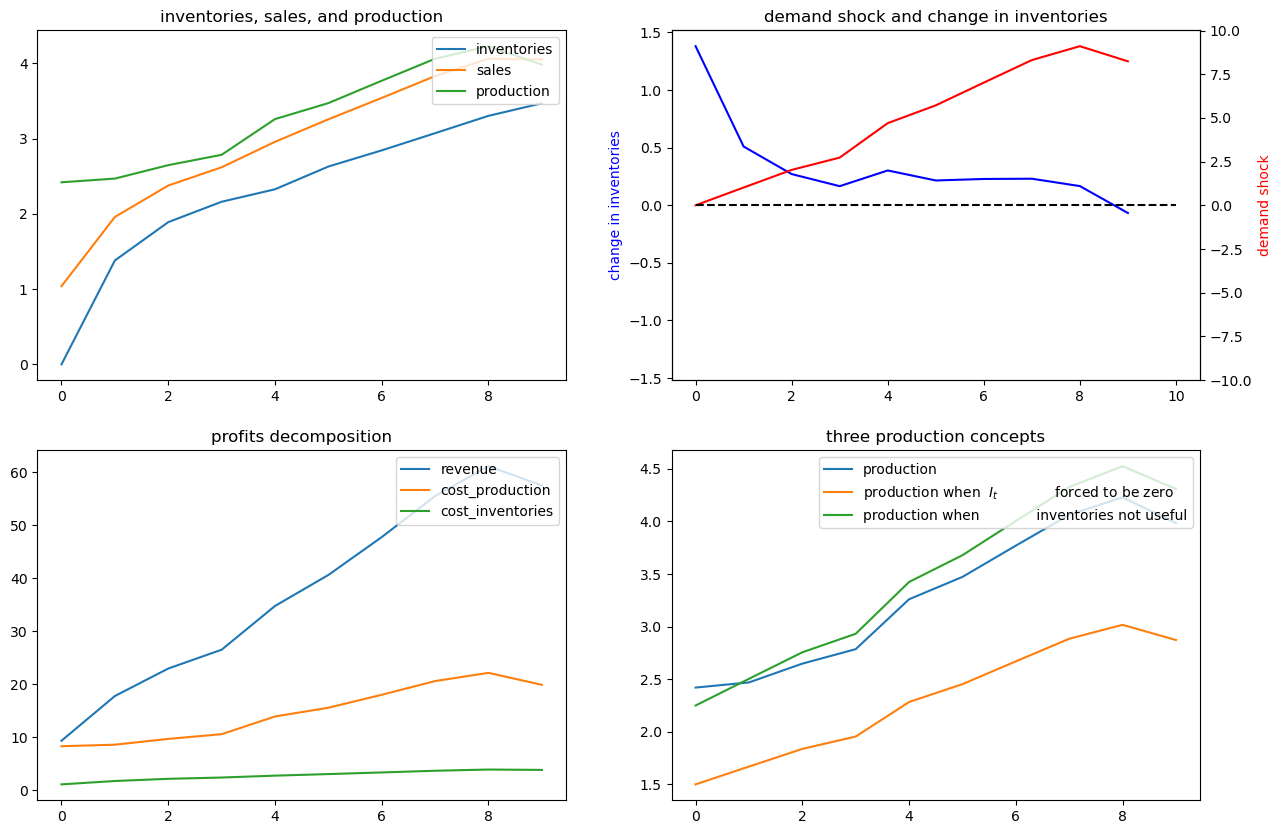 inventories, sales, and production
inventories
sales
production
4
3
2
1
0
0 2 4 6 8
demand shock and change in inventories
change in inventories
1.5
1.0
0.5
0.0
−0.5
−1.0
−1.5
10.0
7.5
5.0
2.5
0.0
−2.5
−5.0
−7.5
−10.0
demand shock
0 2 4 6 8 10
profits decomposition
revenue
cost_production
cost_inventories
60
50
40
30
20
10
0
0 2 4 6 8
three production concepts
production
production when I_t forced to be zero
production when inventories not useful
4.5
4.0
3.5
3.0
2.5
2.0
1.5
0 2 4 6 8